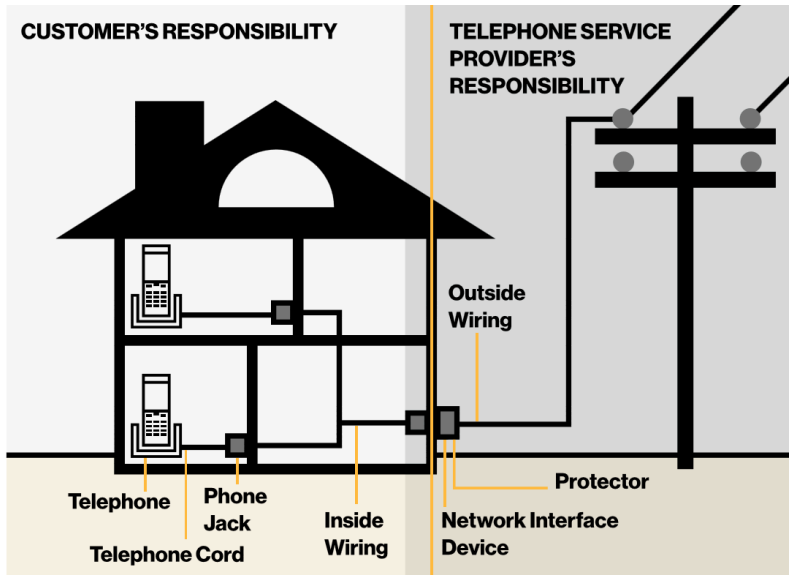 CUSTOMER’S RESPONSIBILITY
TELEPHONE SERVICE
PROVIDER’S
RESPONSIBILITY
Outside
Wiring
Telephone
Phone
Jack
Telephone Cord
Inside
Wiring
Protector
Network Interface
Device